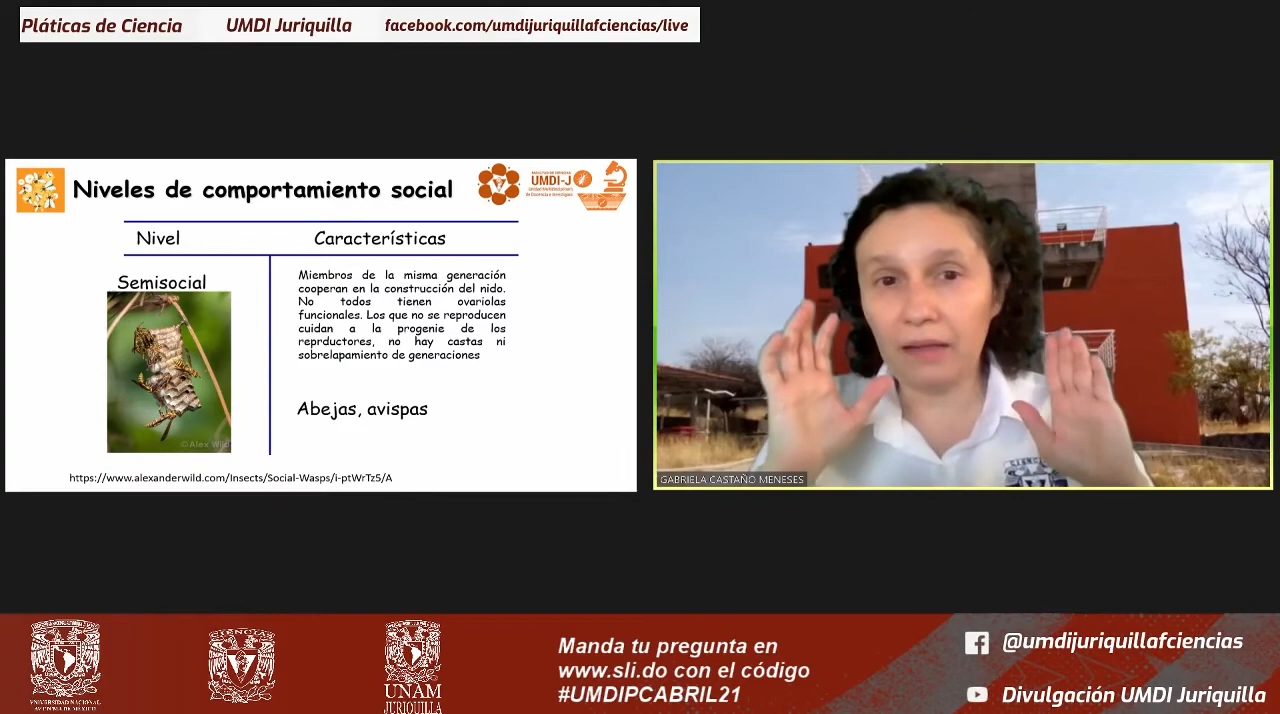 Pláticas de Ciencia UMDI Juriquilla facebook.com/umdijuriquillafciencias/live
Niveles de comportamiento social
UMDI-J
Nivel Características
Semisocial
Miembros de la misma generación
cooperan en la construcción del nido.
No todos tienen ovariolas
funcionales. Los que no se reproducen
cuidan a la progenie de los
reprductores, no hay castas ni
sobrelapamiento de generaciones
Abejas, avispas
©Alex Wild
https://www.alexanderwild.com/Insects/Social-Wasps/i-ptWrTz5/A
GABRIELA CASTAÑO MENESES
CIENCIAS
UNAM
JURIQUILLA
Manda tu pregunta en
www.sli.do con el código
#UMDIPCABRIL21
@umdijuriquillafciencias
Divulgación UMDI Juriquilla